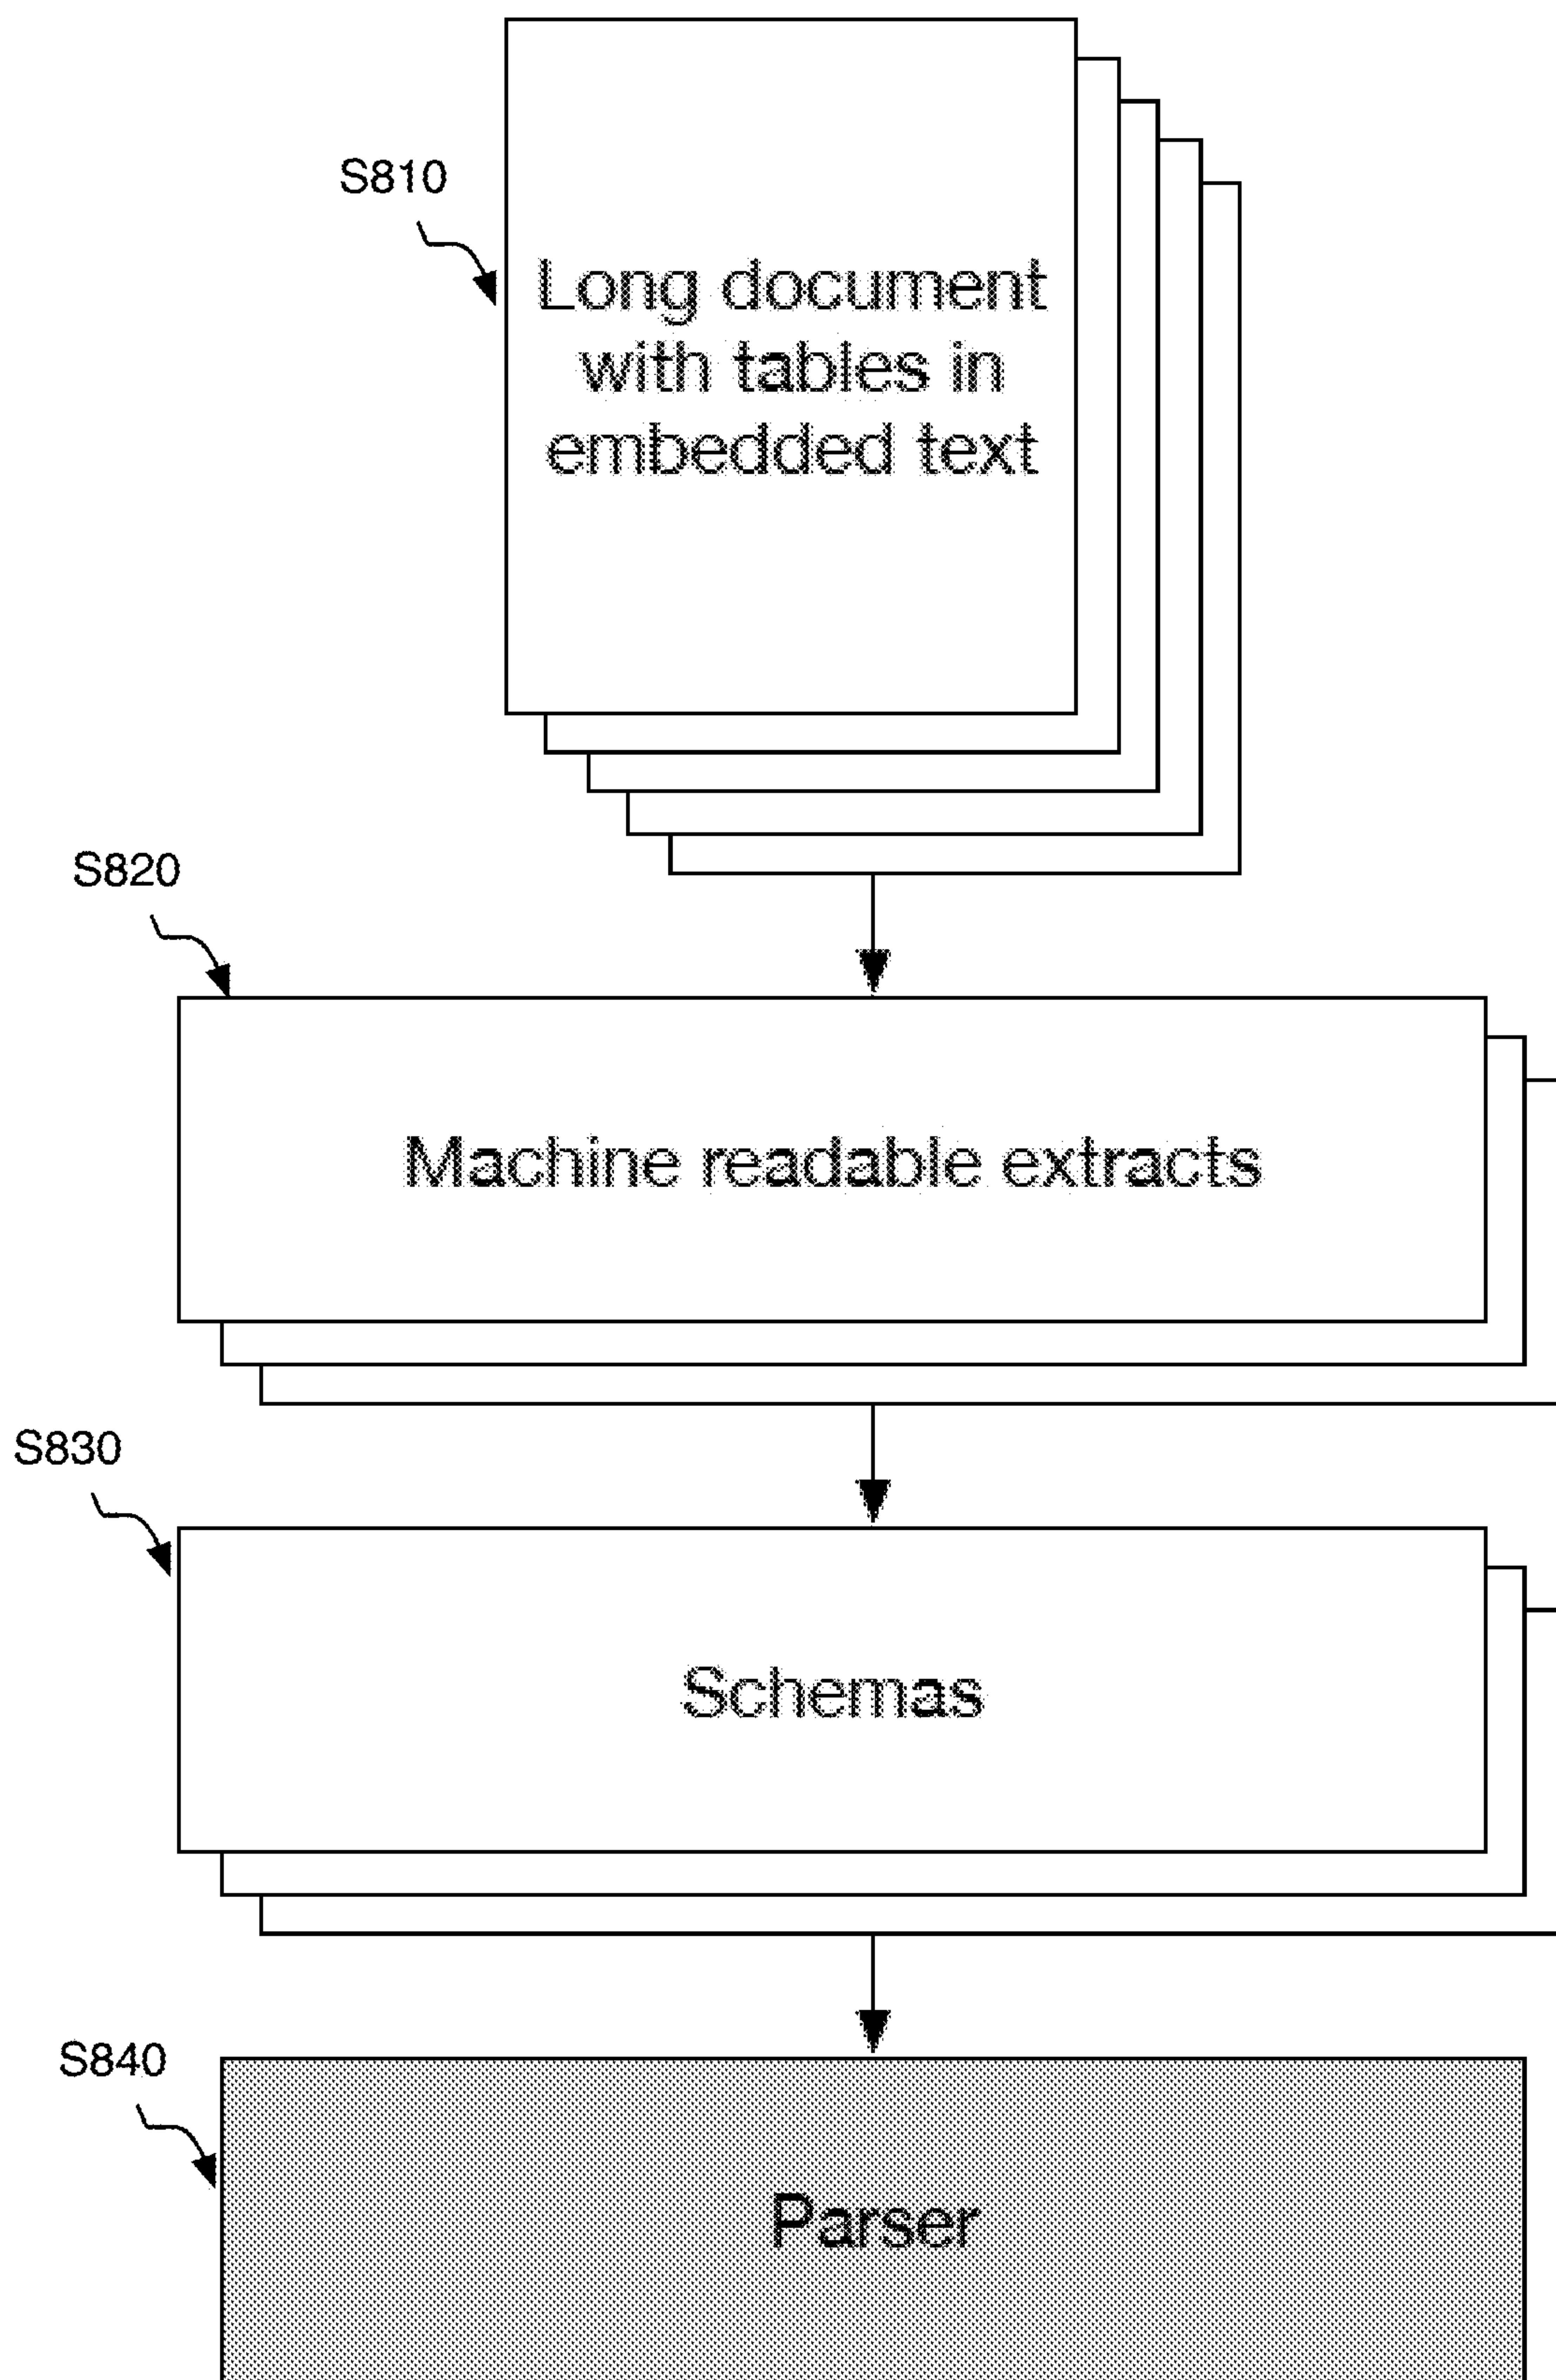 S810
Long document
with tables in
embedded text
S820
Machine readable extracts
S830
Schemas
S840
Parser